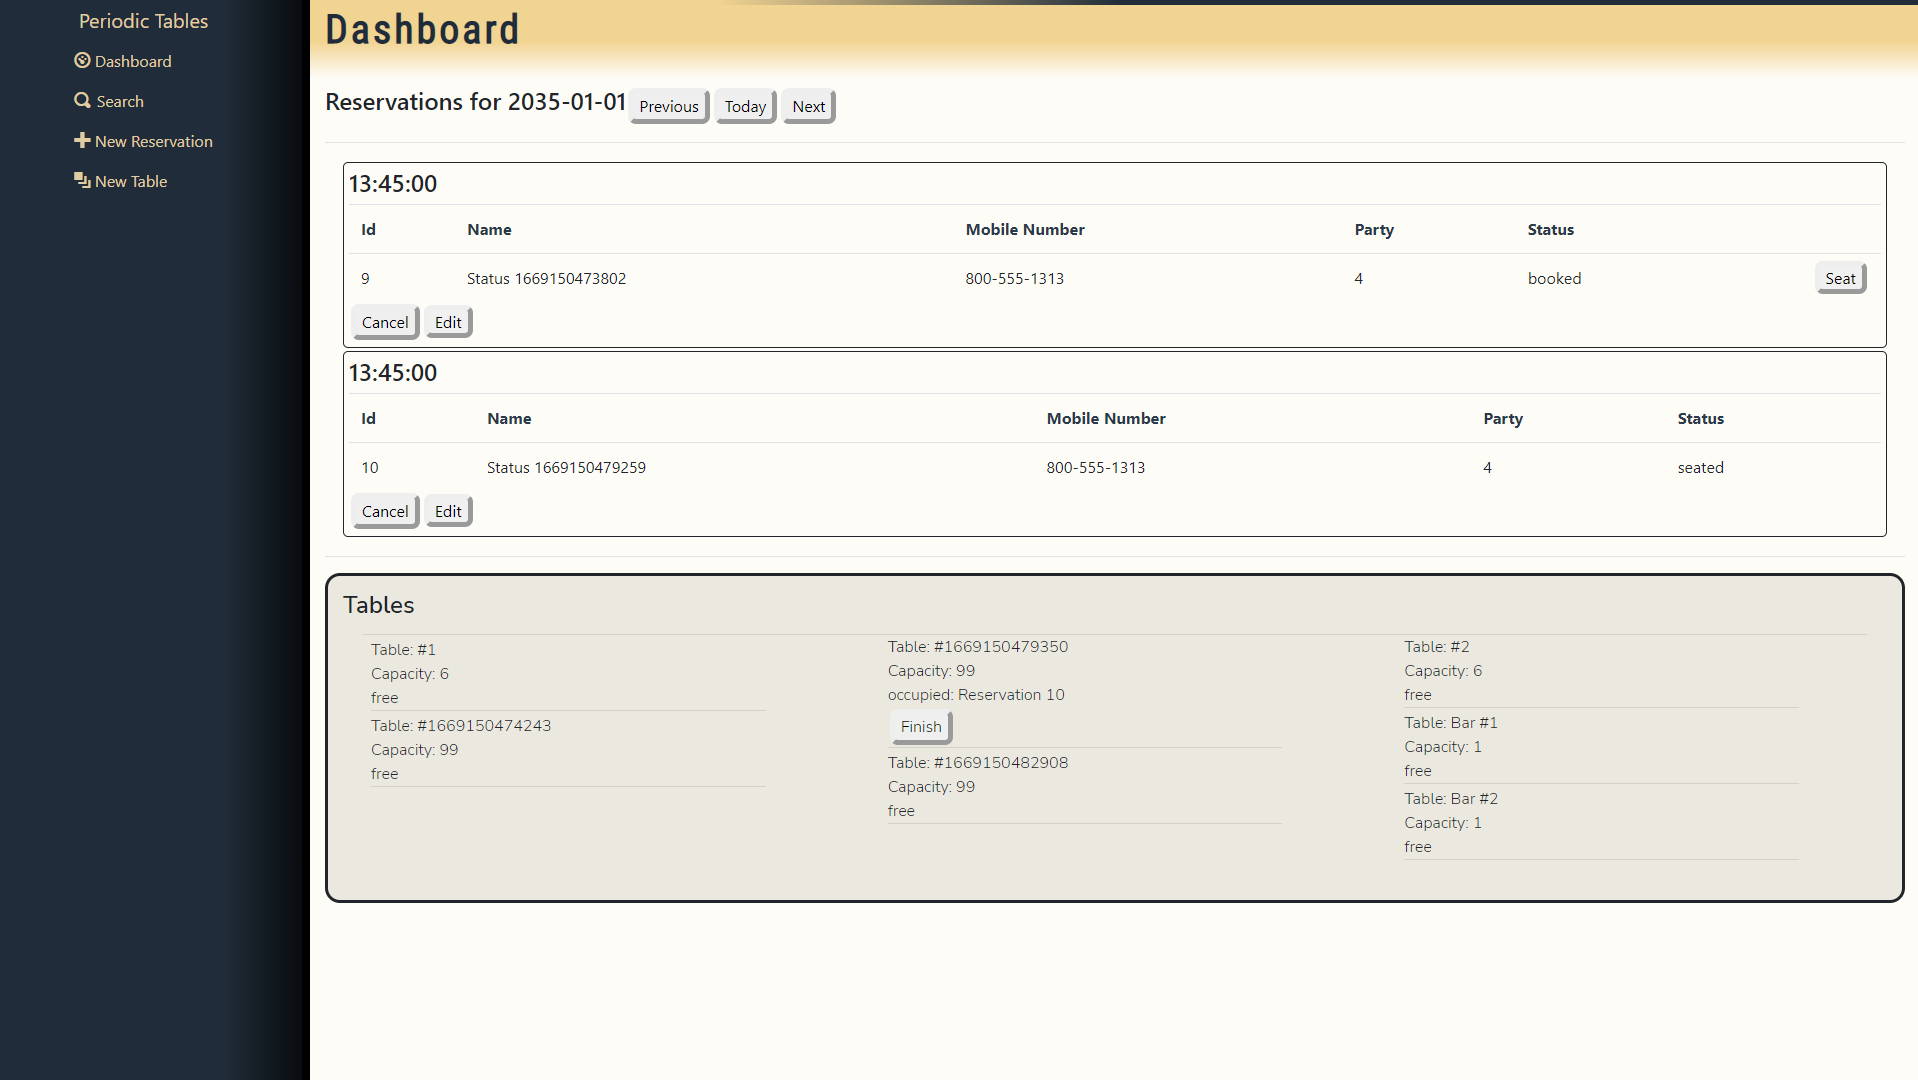 Periodic Tables
Dashboard
Search
New Reservation
New Table
Dashboard
Reservations for 2035-01-01 Previous Today Next
13:45:00
Id Name Mobile Number Party Status
9 Status 1669150473802 800-555-1313 4 booked Seat
Cancel Edit
13:45:00
Id Name Mobile Number Party Status
10 Status 1669150479259 800-555-1313 4 seated
Cancel Edit
Tables
Table: #1
Capacity: 6
free
Table: #1669150474243
Capacity: 99
free
Table: #1669150479350
Capacity: 99
occupied: Reservation 10
Finish
Table: #1669150482908
Capacity: 99
free
Table: #2
Capacity: 6
free
Table: Bar #1
Capacity: 1
free
Table: Bar #2
Capacity: 1
free